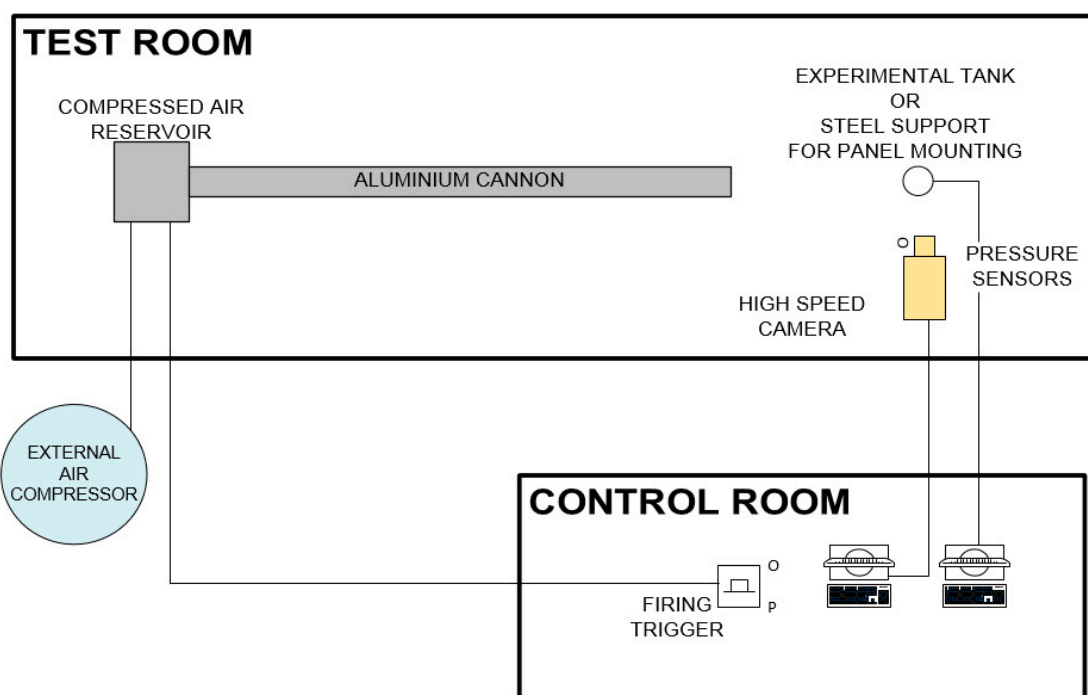 TEST ROOM
COMPRESSED AIR
RESERVOIR
ALUMINIUM CANNON
EXPERIMENTAL TANK
OR
STEEL SUPPORT
FOR PANEL MOUNTING
O
PRESSURE
SENSORS
HIGH SPEED
CAMERA
EXTERNAL
AIR
COMPRESSOR
CONTROL ROOM
O
P
FIRING
TRIGGER